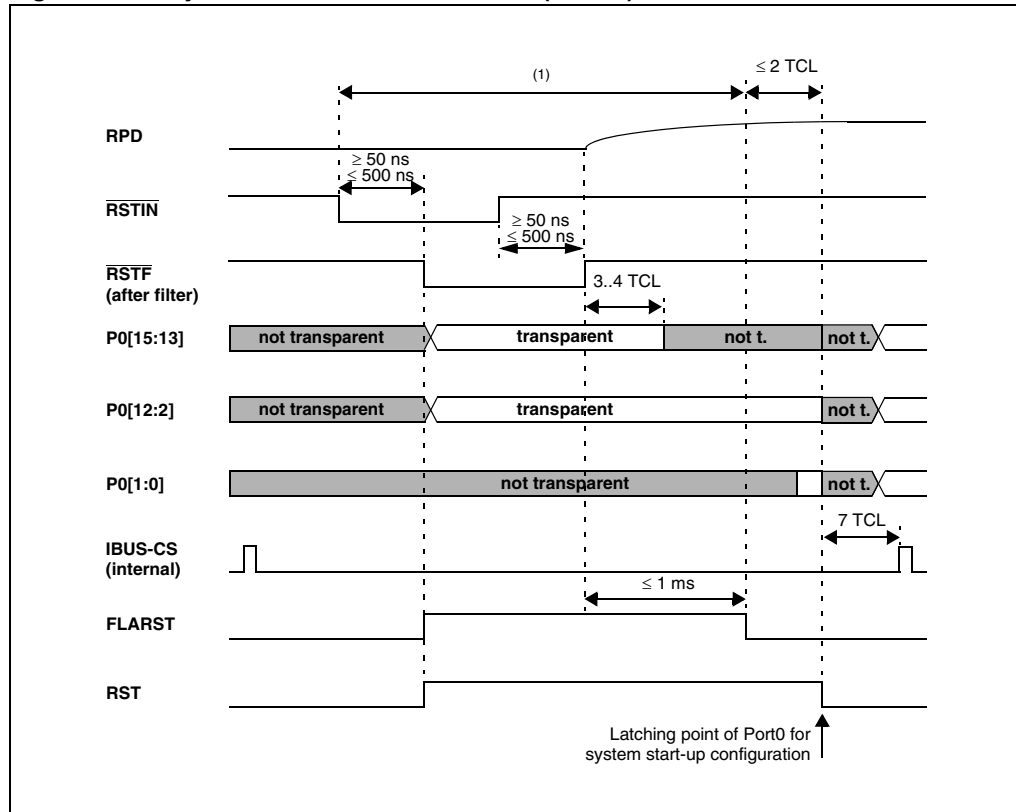 (1)
≤ 2 TCL
RPD
≥ 50 ns
≤ 500 ns
RSTIN
≥ 50 ns
≤ 500 ns
RSTF
(after filter)
3..4 TCL
P0[15:13]
not transparent
transparent
not t.
not t.
P0[12:2]
not transparent
transparent
not t.
P0[1:0]
not transparent
not t.
7 TCL
IBUS-CS
(internal)
≤ 1 ms
FLARST
RST
Latching point of Port0 for
system start-up configuration